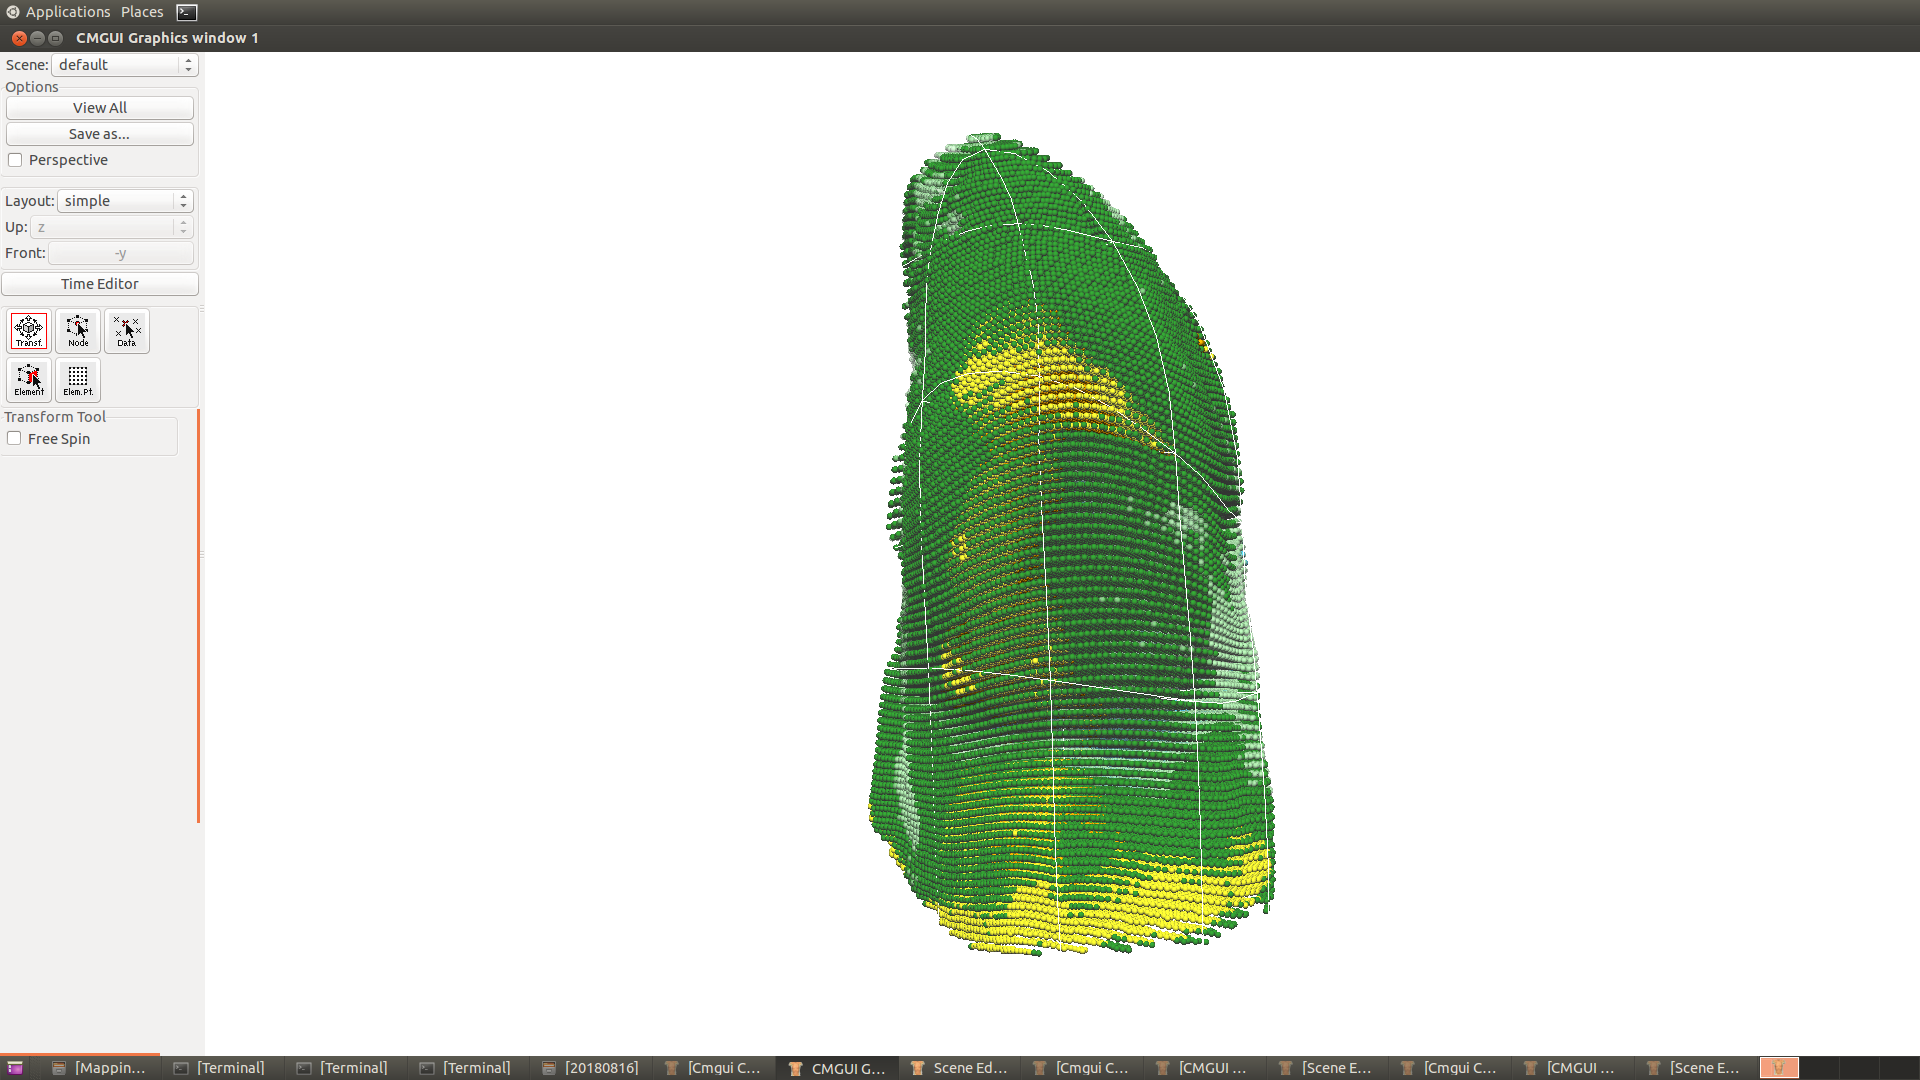 Applications Places
CMGUI Graphics window 1
Scene: default
Options
View All
Save as...
Perspective
Layout: simple
Up: z
Front: -y
Time Editor
Transf. Node Data
Element Elem. Pt.
Transform Tool
Free Spin
[Mappin... [Terminal] [Terminal] [Terminal] [20180816] [Cmgui C... CMGUI G... Scene Ed... [Cmgui C... [CMGUI ... [Scene E... [Cmgui C... [CMGUI ... [Scene E...